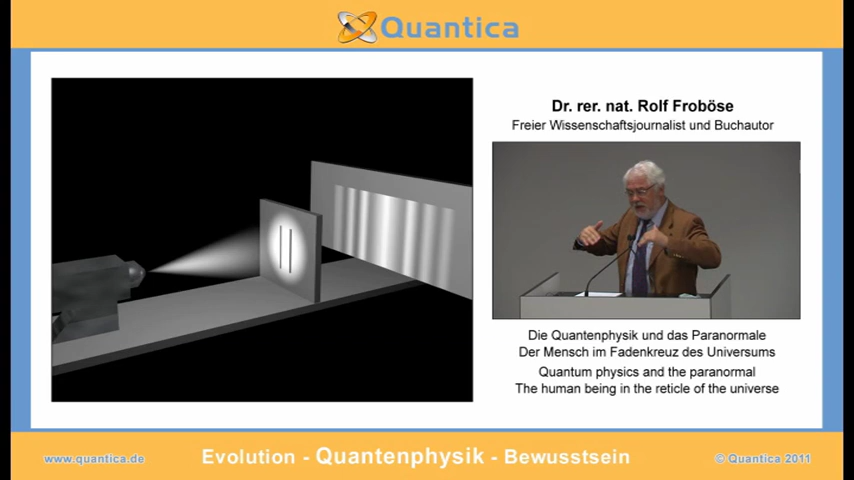 Quantica
Dr. rer. nat. Rolf Froböse
Freier Wissenschaftsjournalist und Buchautor
Die Quantenphysik und das Paranormale
Der Mensch im Fadenkreuz des Universums
Quantum physics and the paranormal
The human being in the reticle of the universe
www.quantica.de
Evolution - Quantenphysik - Bewusstsein
© Quantica 2011